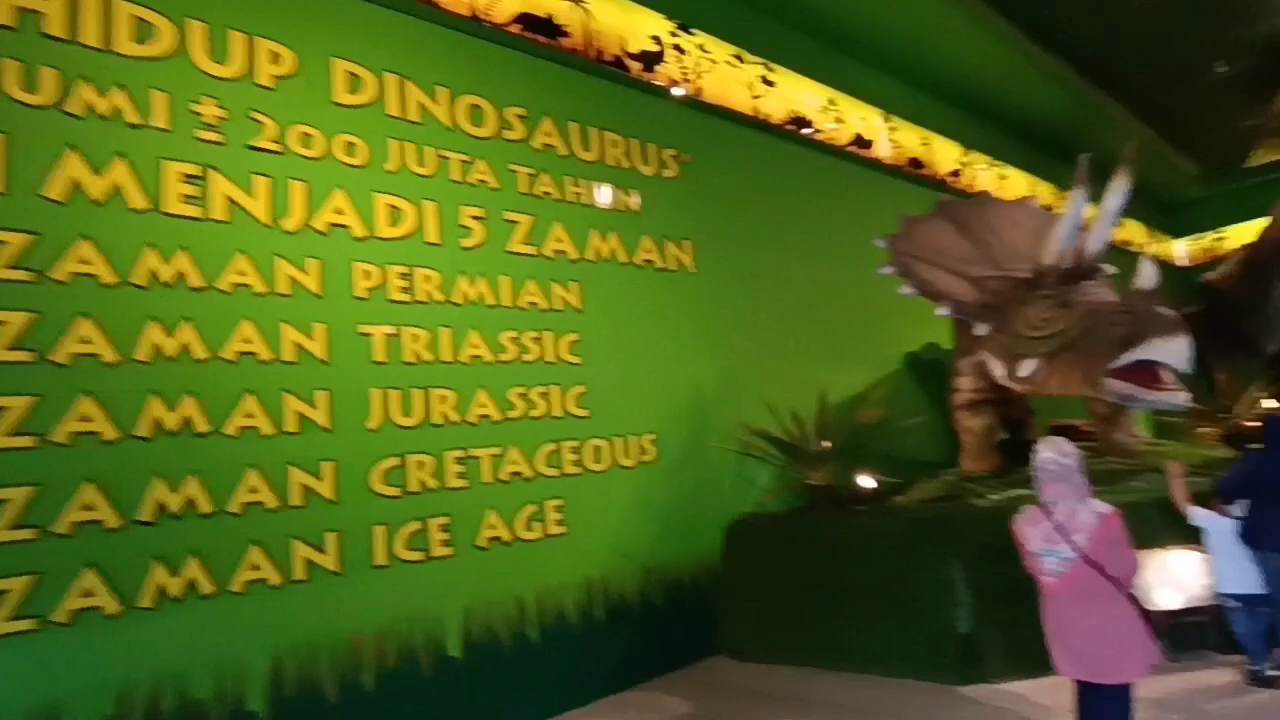 HIDUP DINOSAURUS
UMI ± 200 JUTA TAHUN
MENJADI 5 ZAMAN
ZAMAN PERMIAN
ZAMAN TRIASSIC
ZAMAN JURASSIC
ZAMAN CRETACEOUS
ZAMAN ICE AGE